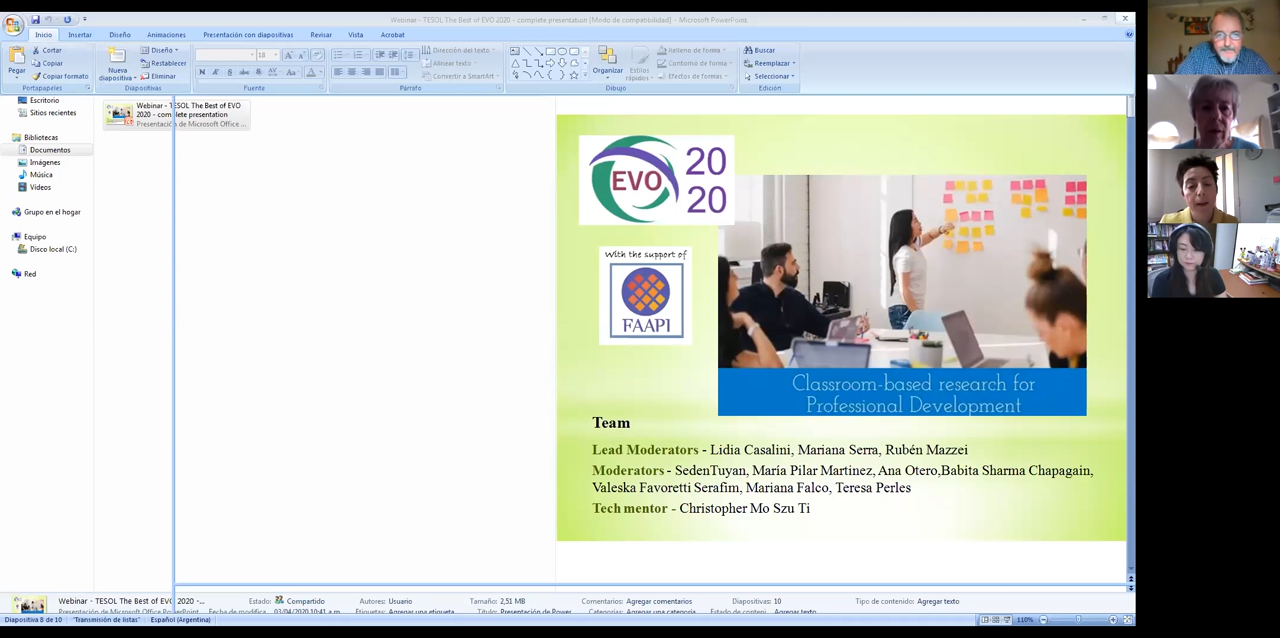 Webinar - TESOL The Best of EVO 2020 - complete presentation [Modo de compatibilidad] - Microsoft PowerPoint
Inicio Insertar Diseño Animaciones Presentación con diapositivas Revisar Vista Acrobat
Pegar
Cortar
Copiar
Copiar formato
Portapapeles
Nueva diapositiva
Diseño
Restablecer
Eliminar
Diapositivas
18
Fuente
Párrafo
Dirección del texto
Alinear texto
Convertir a SmartArt
Organizar
Estilos rápidos
Relleno de forma
Contorno de forma
Efectos de formas
Dibujo
Buscar
Reemplazar
Seleccionar
Edición
Escritorio
Sitios recientes
Bibliotecas
Documentos
Imágenes
Música
Vídeos
Grupo en el hogar
Equipo
Disco local (C:)
Red
Webinar - TESOL The Best of EVO
2020 - complete presentation
Presentación de Microsoft Office ...
EVO
20
20
With the support of
FAAPI
Classroom-based research for
Professional Development
Team
Lead Moderators - Lidia Casalini, Mariana Serra, Rubén Mazzei
Moderators - SedenTuyan, María Pilar Martinez, Ana Otero,Babita Sharma Chapagain,
Valeska Favoretti Serafim, Mariana Falco, Teresa Perles
Tech mentor - Christopher Mo Szu Ti
Webinar - TESOL The Best of EVO 2020 -...
Estado: Compartido
Autores: Usuario
Tamaño: 2,51 MB
Comentarios: Agregar comentarios
Diapositivas: 10
Tipo de contenido: Agregar texto
Diapositiva 8 de 10 "Transmisión de listas" Español (Argentina)
110%